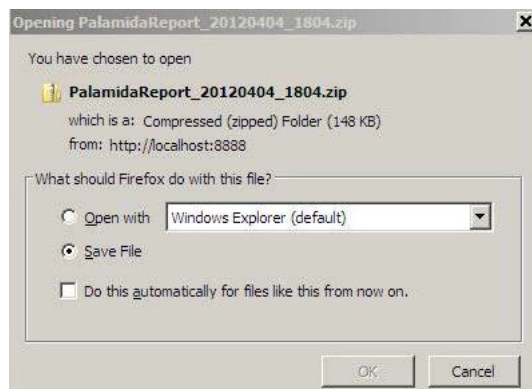 Opening PalamidaReport_20120404_1804.zip
You have chosen to open
PalamidaReport_20120404_1804.zip
which is a: Compressed (zipped) Folder (148 KB)
from: http://localhost:8888
What should Firefox do with this file?
Open with Windows Explorer (default)
Save File
Do this automatically for files like this from now on.
OK Cancel